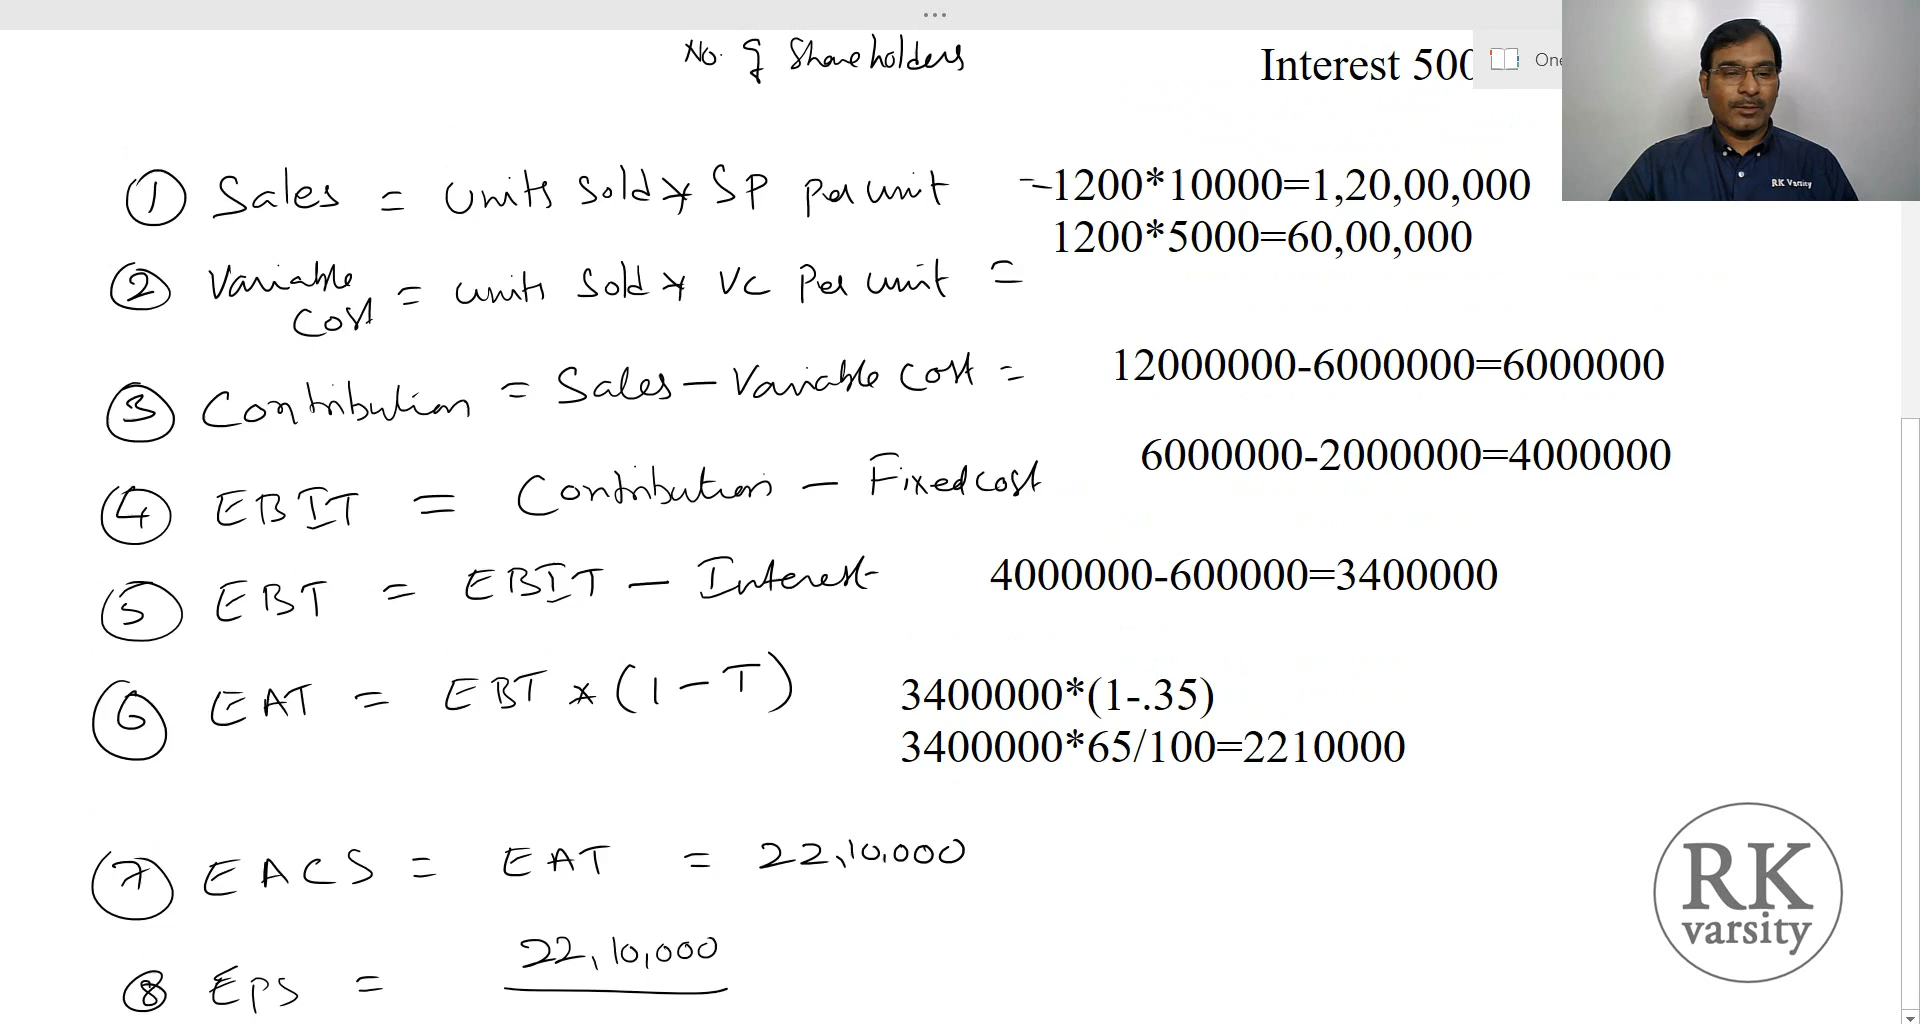 ...
No. of Shareholders
Interest 500
One
① Sales = units sold * SP per unit =
-1200*10000=1,20,00,000
1200*5000=60,00,000
② Variable cost = units sold * VC Per unit =
③ Contribution = Sales - Variable cost =
12000000-6000000=6000000
④ EBIT = Contribution - Fixed cost
6000000-2000000=4000000
⑤ EBT = EBIT - Interest
4000000-600000=3400000
⑥ EAT = EBT * (1-T)
3400000*(1-.35)
3400000*65/100=2210000
⑦ EACS = EAT = 22,10,000
⑧ EPS = 22,10,000
RK Varsity
RK
varsity